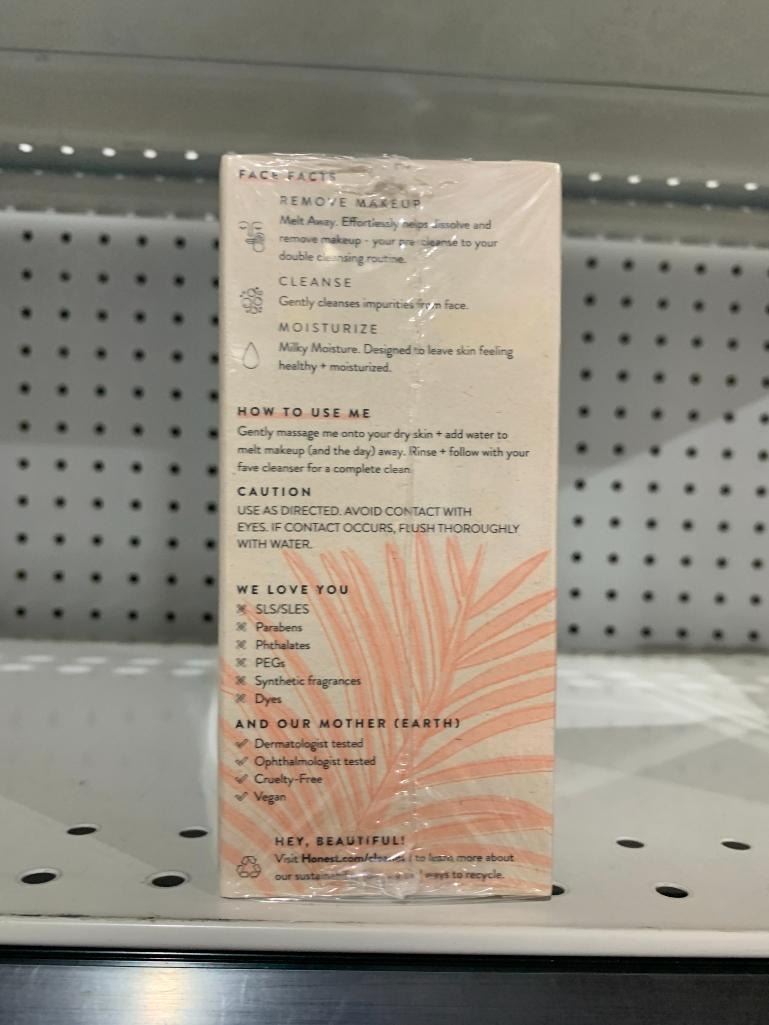 FACE FACTS
REMOVE MAKEUP
Melt Away. Effortlessly helps dissolve and
remove makeup - your pre-cleanse to your
double cleansing routine.
CLEANSE
Gently cleanses impurities from face.
MOISTURIZE
Milky Moisture. Designed to leave skin feeling
healthy + moisturized.
HOW TO USE ME
Gently massage me onto your dry skin + add water to
melt makeup (and the day) away. Rinse + follow with your
fave cleanser for a complete clean.
CAUTION
USE AS DIRECTED. AVOID CONTACT WITH
EYES. IF CONTACT OCCURS, FLUSH THOROUGHLY
WITH WATER.
WE LOVE YOU
SLS/SLES
Parabens
Phthalates
PEGs
Synthetic fragrances
Dyes
AND OUR MOTHER (EARTH)
Dermatologist tested
Ophthalmologist tested
Cruelty-Free
Vegan
HEY, BEAUTIFUL!
Visit to learn more about
our ways to recycle.